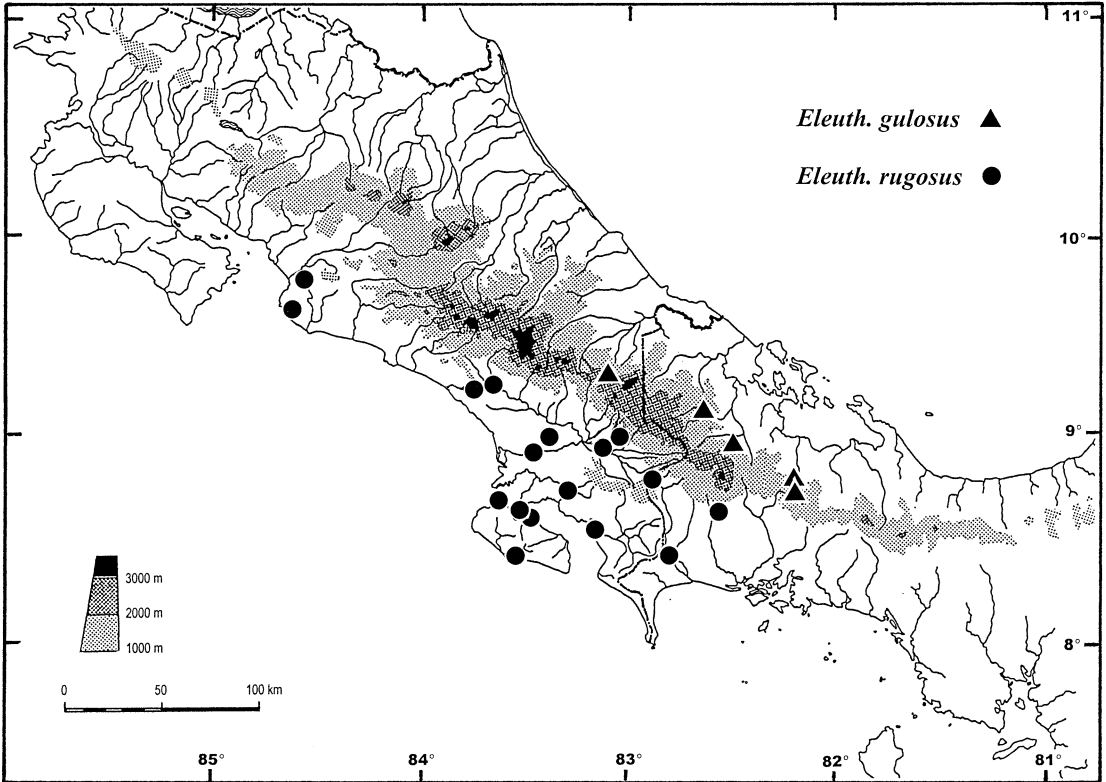 11°
Eleuth. gulosus
Eleuth. rugosus
10°
9°
3000 m
2000 m
1000 m
8°
0 50 100 km
85° 84° 83° 82° 81°